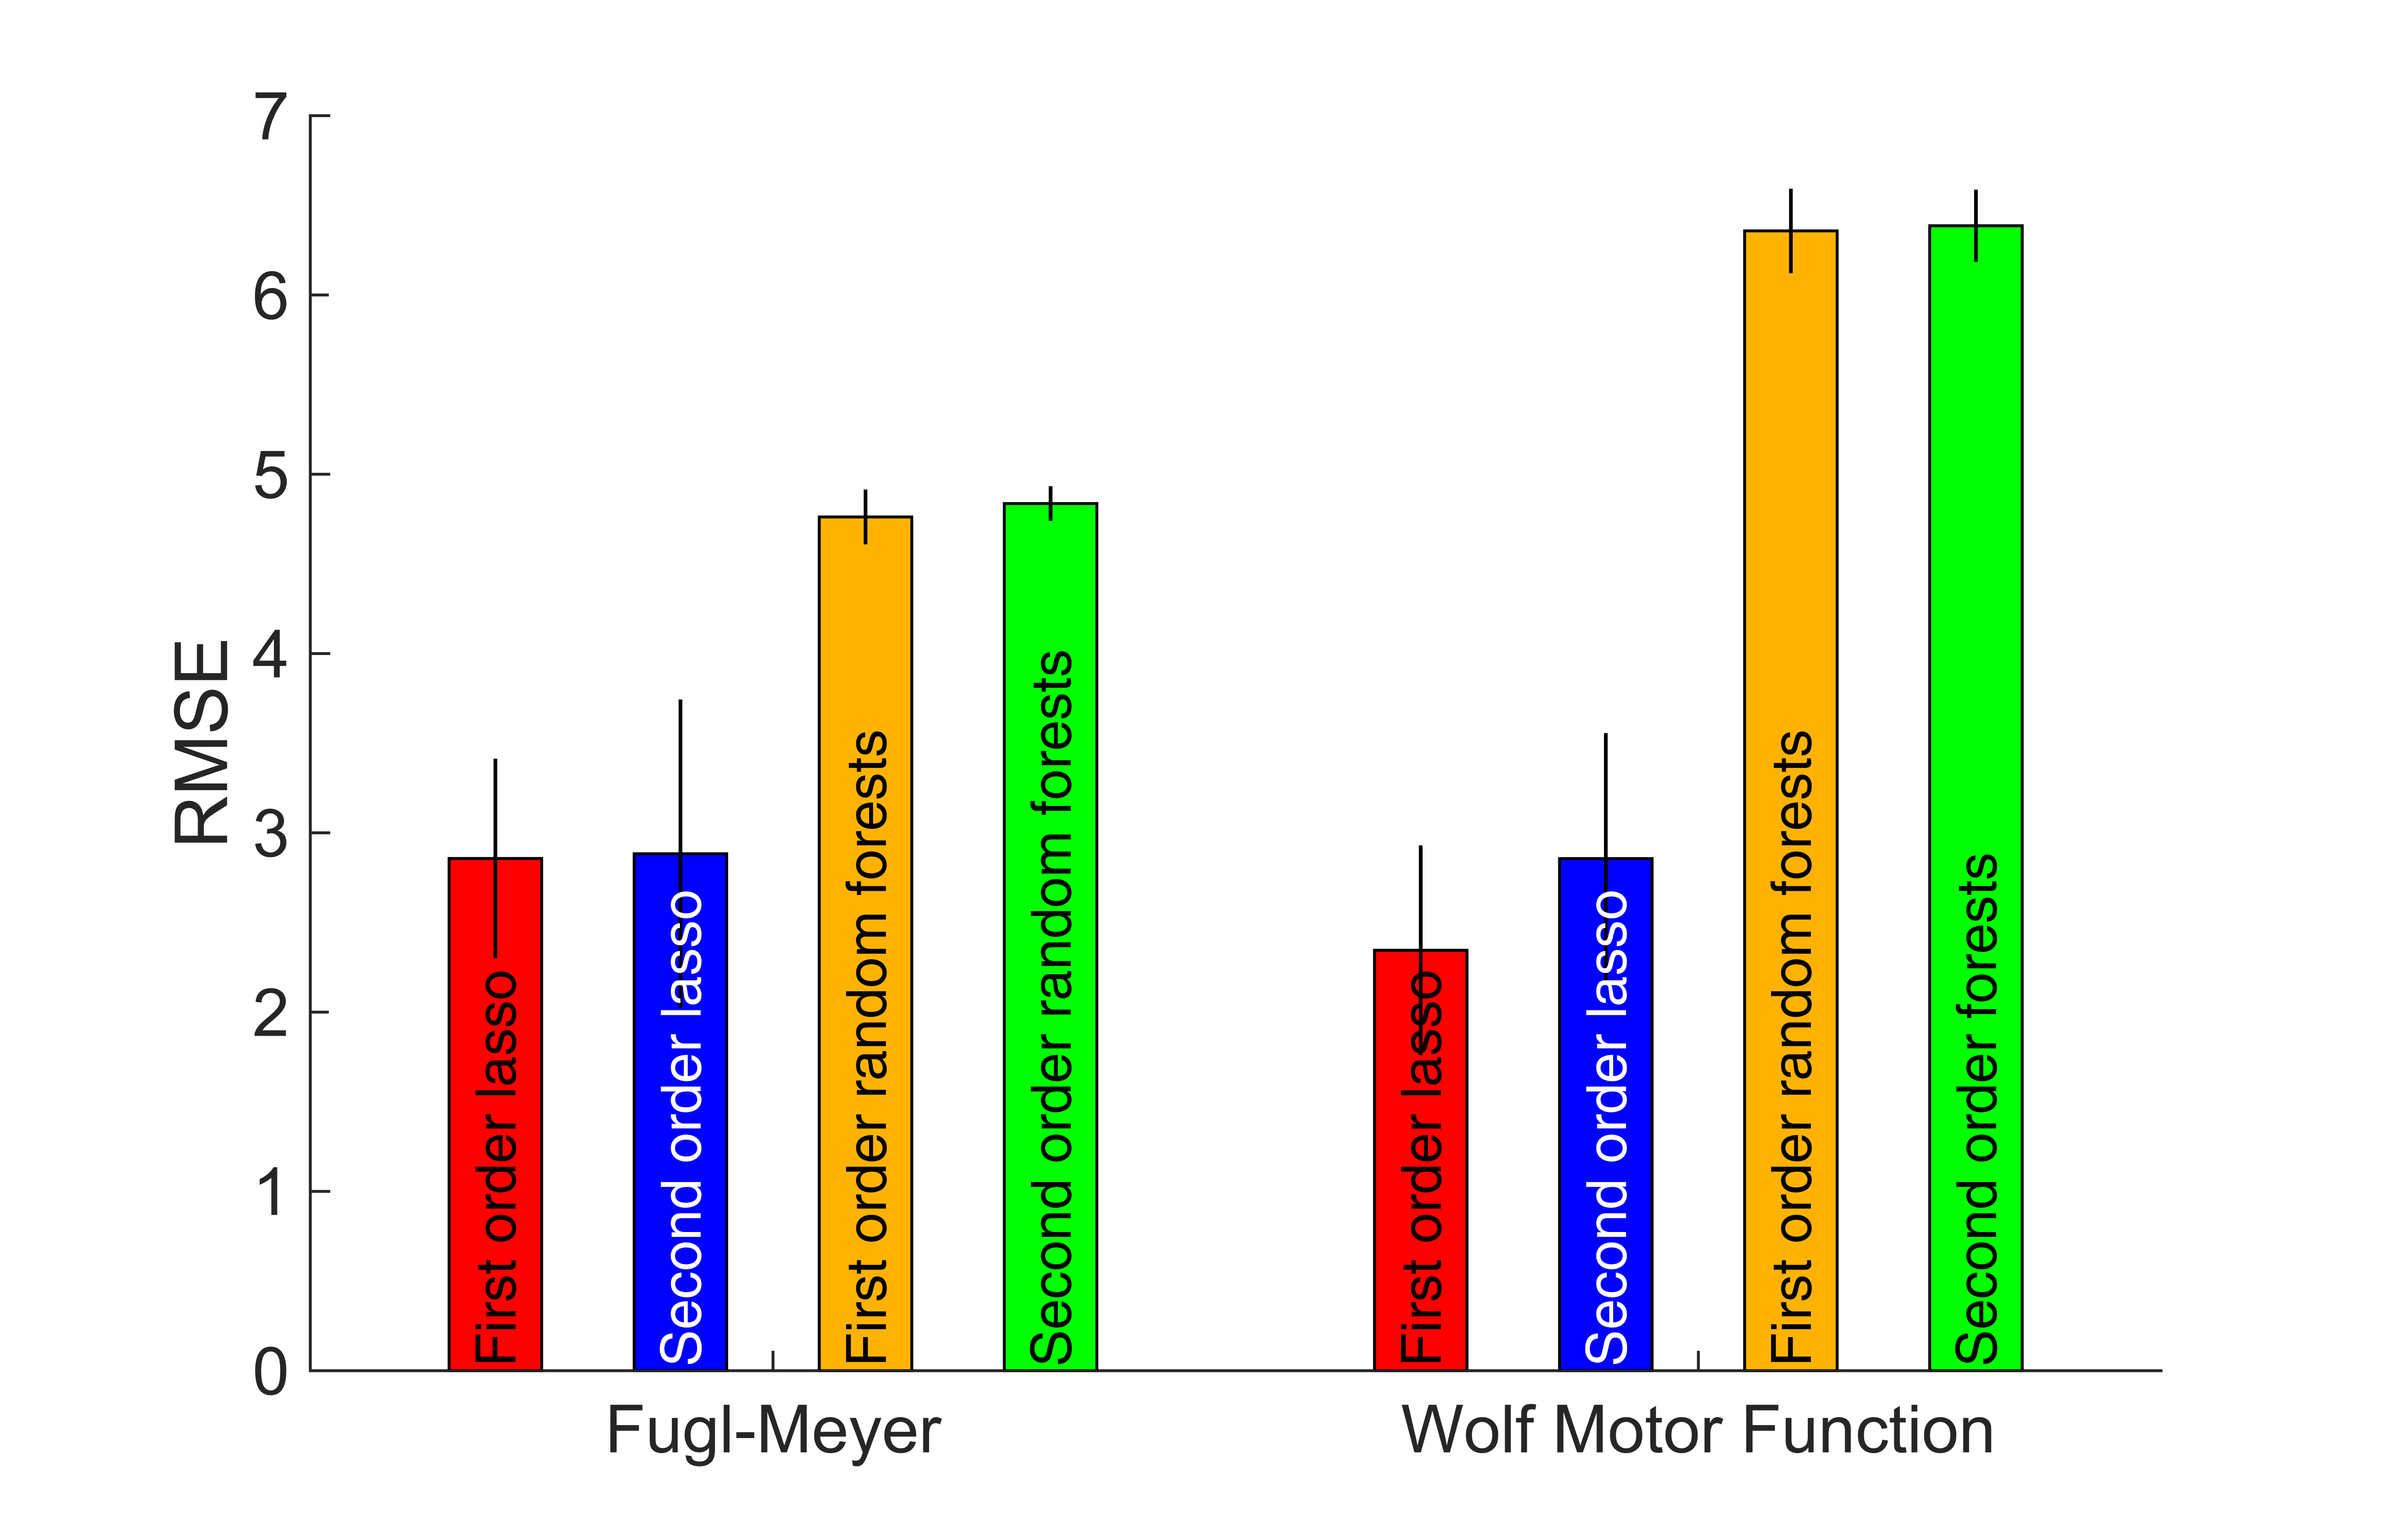 7
6
5
4
3
2
1
0
RMSE
First order lasso
Second order lasso
First order random forests
Second order random forests
First order lasso
Second order lasso
First order random forests
Second order forests
Fugl-Meyer
Wolf Motor Function